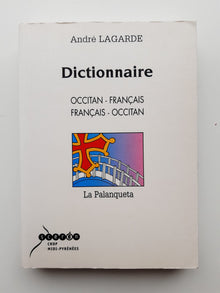 André LAGARDE
Dictionnaire
OCCITAN - FRANÇAIS
FRANÇAIS - OCCITAN
La Palanqueta
CRDP
MIDI-PYRÉNÉES